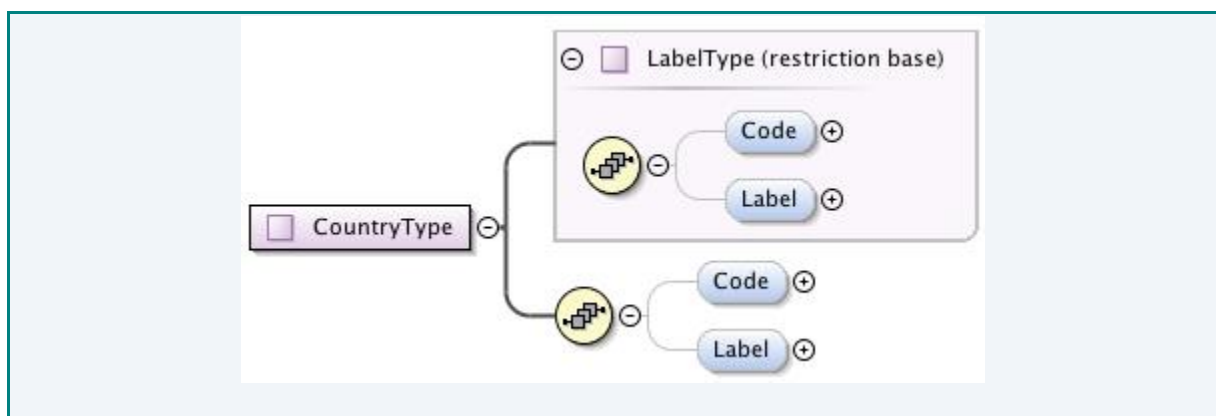 LabelType (restriction base)
Code
Label
CountryType
Code
Label